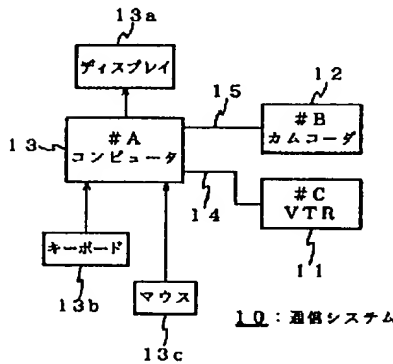 13a
ディスプレイ
12
15
#B
カムコーダ
13
#A
コンピュータ
#C
VTR
14
11
キーボード
13b
マウス
13c
10：通信システム